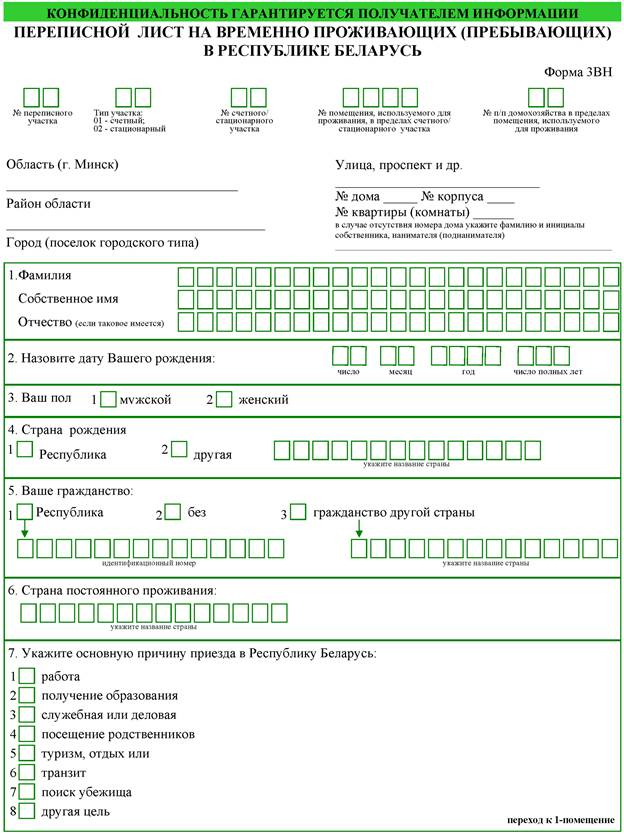 КОНФИДЕНЦИАЛЬНОСТЬ ГАРАНТИРУЕТСЯ ПОЛУЧАТЕЛЕМ ИНФОРМАЦИИ
ПЕРЕПИСНОЙ ЛИСТ НА ВРЕМЕННО ПРОЖИВАЮЩИХ (ПРЕБЫВАЮЩИХ)
В РЕСПУБЛИКЕ БЕЛАРУСЬ
Форма 3ВН
№ переписного участка
Тип участка:
01 - счетный;
02 - стационарный
№ счетного/
стационарного
участка
№ помещения, используемого для
проживания, в пределах счетного/
стационарного участка
№ п/п домохозяйства в пределах
помещения, используемого
для проживания
Область (г. Минск)
Район области
Город (поселок городского типа)
Улица, проспект и др.
№ дома _____ № корпуса ____
№ квартиры (комнаты) ______
в случае отсутствия номера дома укажите фамилию и инициалы
собственника, нанимателя (поднанимателя)
1.Фамилия
Собственное имя
Отчество (если таковое имеется)
2. Назовите дату Вашего рождения:
число месяц год число полных лет
3. Ваш пол 1 мужской 2 женский
4. Страна рождения
1 Республика 2 другая
укажите название страны
5. Ваше гражданство:
1 Республика 2 без 3 гражданство другой страны
идентификационный номер укажите название страны
6. Страна постоянного проживания:
укажите название страны
7. Укажите основную причину приезда в Республику Беларусь:
1 работа
2 получение образования
3 служебная или деловая
4 посещение родственников
5 туризм, отдых или
6 транзит
7 поиск убежища
8 другая цель
переход к 1-помещение